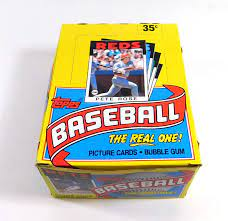 35¢
REDS
PETE ROSE
Topps
BASEBALL
THE REAL ONE!
PICTURE CARDS • BUBBLE GUM